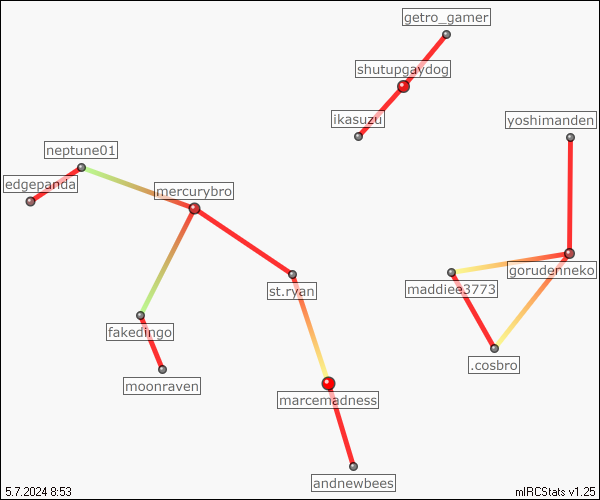 getro_gamer
shutupgaydog
ikasuzu
yoshimanden
neptune01
edgepanda
mercurybro
gorudenneko
maddiee3773
st.ryan
fakedingo
.cosbro
moonraven
marcemadness
andnewbees
5.7.2024 8:53
mIRCStats v1.25